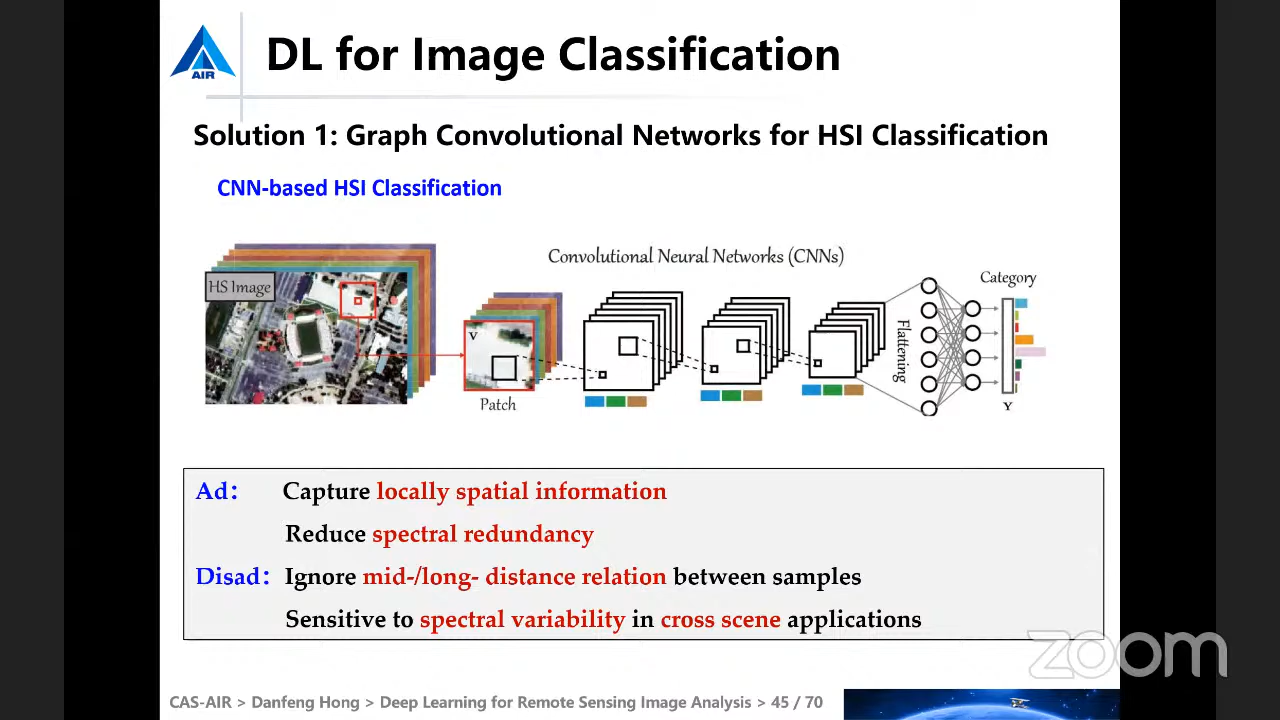 AIR
DL for Image Classification
Solution 1: Graph Convolutional Networks for HSI Classification
CNN-based HSI Classification
Convolutional Neural Networks (CNNs)
HS Image
Category
V
Flattening
Patch
Y
Ad: Capture locally spatial information
Reduce spectral redundancy
Disad: Ignore mid-/long- distance relation between samples
Sensitive to spectral variability in cross scene applications
zoom
CAS-AIR > Danfeng Hong > Deep Learning for Remote Sensing Image Analysis > 45 / 70